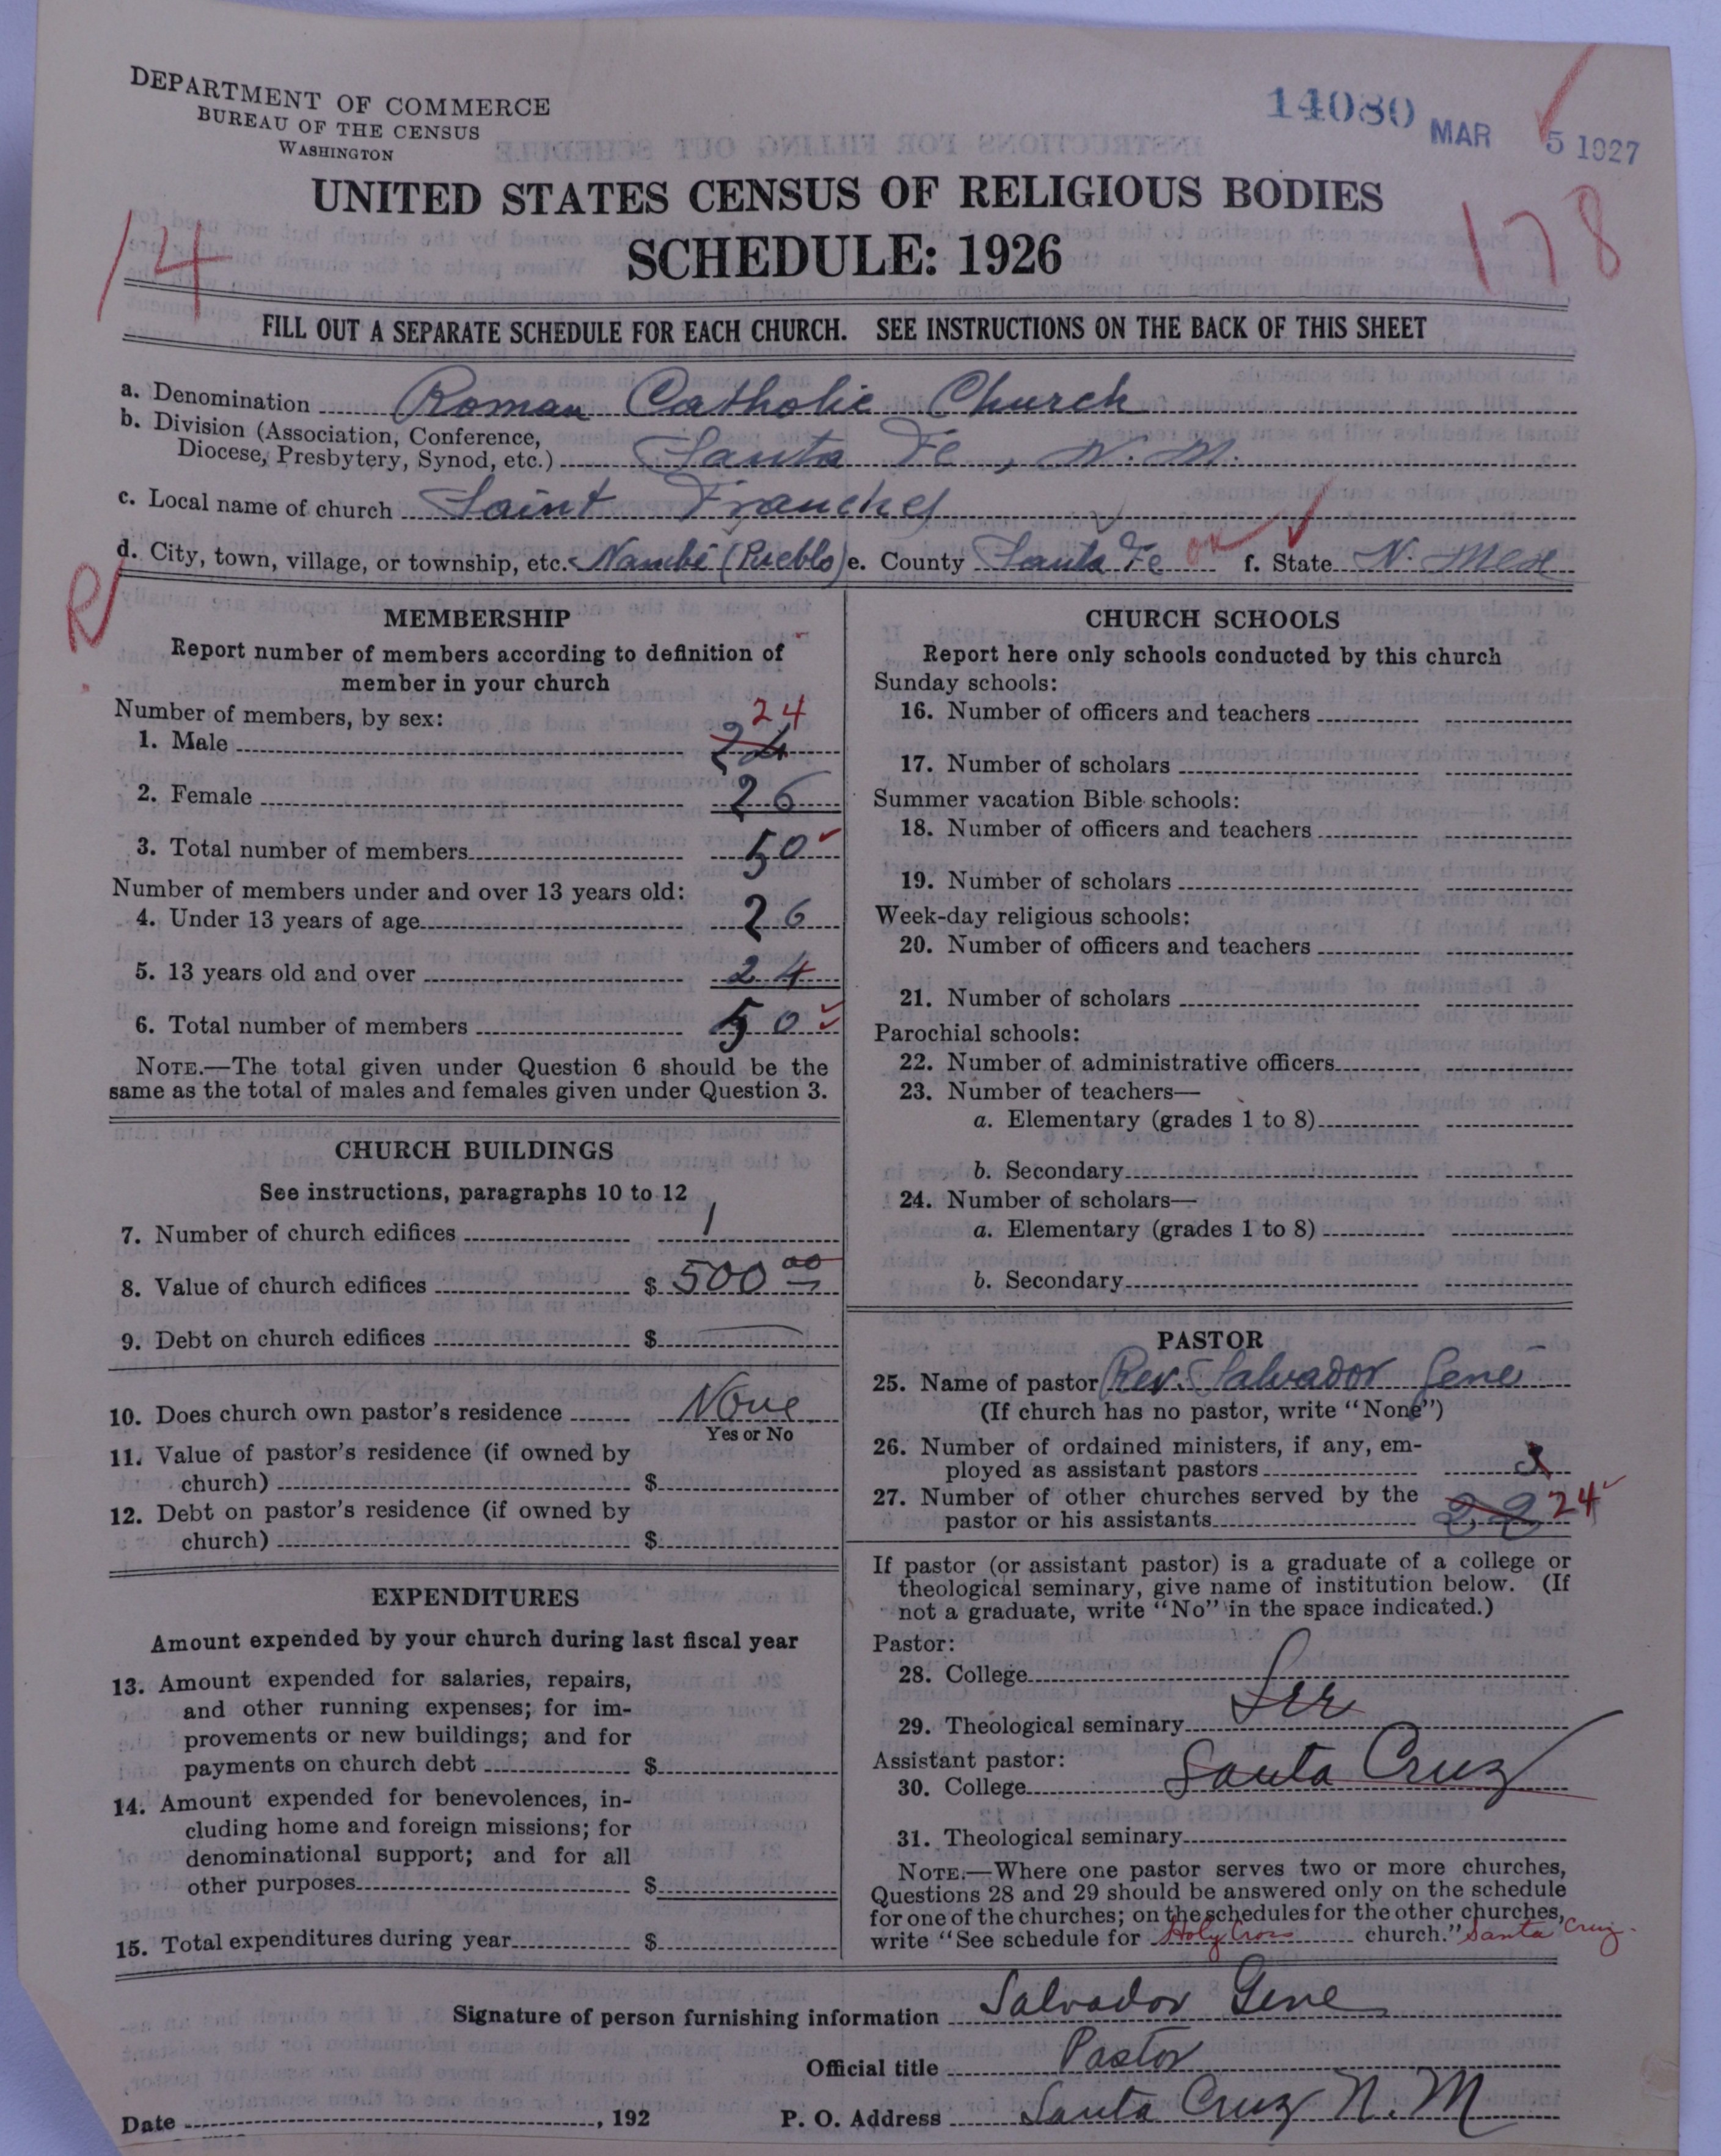 DEPARTMENT OF COMMERCE
BUREAU OF THE CENSUS
WASHINGTON
14080 MAR 5 1927
UNITED STATES CENSUS OF RELIGIOUS BODIES
SCHEDULE: 1926
14
178
FILL OUT A SEPARATE SCHEDULE FOR EACH CHURCH. SEE INSTRUCTIONS ON THE BACK OF THIS SHEET
a. Denomination Roman Catholic Church
b. Division (Association, Conference,
Diocese, Presbytery, Synod, etc.) Santa Fe, N. M.
c. Local name of church Saint
d. City, town, village, or township, etc. Nambé (Pueblo) e. County Santa Fe ok f. State N. Mex
R
MEMBERSHIP
Report number of members according to definition of
member in your church
Number of members, by sex:
24
1. Male 24
2. Female 26
3. Total number of members 50
Number of members under and over 13 years old:
4. Under 13 years of age 26
5. 13 years old and over 24
6. Total number of members 50
NOTE.—The total given under Question 6 should be the
same as the total of males and females given under Question 3.
CHURCH BUILDINGS
See instructions, paragraphs 10 to 12
7. Number of church edifices 1
8. Value of church edifices $ 500 00
9. Debt on church edifices $ —
10. Does church own pastor's residence None
Yes or No
11. Value of pastor's residence (if owned by
church) $
12. Debt on pastor's residence (if owned by
church) $
EXPENDITURES
Amount expended by your church during last fiscal year
13. Amount expended for salaries, repairs,
and other running expenses; for im-
provements or new buildings; and for
payments on church debt $
14. Amount expended for benevolences, in-
cluding home and foreign missions; for
denominational support; and for all
other purposes $
15. Total expenditures during year $
CHURCH SCHOOLS
Report here only schools conducted by this church
Sunday schools:
16. Number of officers and teachers
17. Number of scholars
Summer vacation Bible schools:
18. Number of officers and teachers
19. Number of scholars
Week-day religious schools:
20. Number of officers and teachers
21. Number of scholars
Parochial schools:
22. Number of administrative officers
23. Number of teachers—
a. Elementary (grades 1 to 8)
b. Secondary
24. Number of scholars—
a. Elementary (grades 1 to 8)
b. Secondary
PASTOR
25. Name of pastor Rev. Salvador Gene
(If church has no pastor, write "None")
26. Number of ordained ministers, if any, em-
ployed as assistant pastors
27. Number of other churches served by the
pastor or his assistants 24
If pastor (or assistant pastor) is a graduate of a college or
theological seminary, give name of institution below. (If
not a graduate, write "No" in the space indicated.)
Pastor:
28. College
29. Theological seminary
Assistant pastor:
30. College Santa Cruz
31. Theological seminary
NOTE.—Where one pastor serves two or more churches,
Questions 28 and 29 should be answered only on the schedule
for one of the churches; on the schedules for the other churches,
write "See schedule for Holy Cross church." Santa Cruz.
Signature of person furnishing information Salvador Gene
Official title Pastor
Date , 192 P. O. Address Santa Cruz N. M